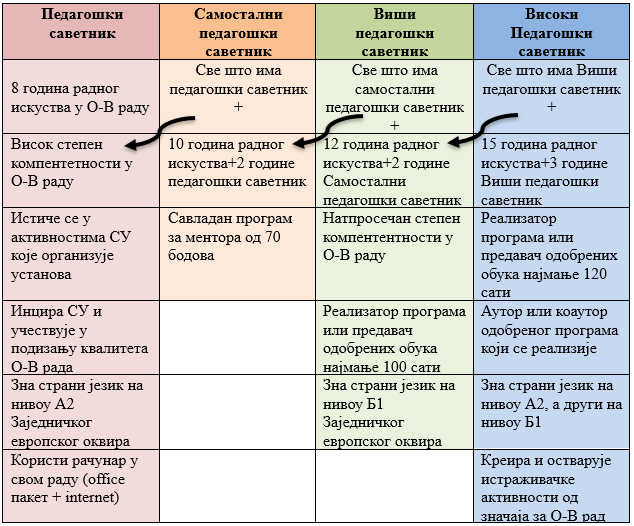 Педагошки
саветник
Самостални
педагошки
саветник
Виши
педагошки
саветник
Високи
Педагошки
саветник
8 година радног
искуства у О-В раду
Све што има
педагошки саветник
+
Све што има
самостални
педагошки саветник
+
Све што има Виши
педагошки саветник
+
Висок степен
компентетности у
О-В раду
10 година радног
искуства+2 године
педагошки саветник
12 година радног
искуства+2 године
Самостални
педагошки саветник
15 година радног
искуства+3 године
Виши педагошки
саветник
Истиче се у
активностима СУ
које организује
установа
Савладан програм
за ментора од 70
бодова
Натпросечан степен
компентентности у
О-В раду
Реализатор
програма или
предавач одобрених
обука најмање 120
сати
Инцира СУ и
учествује у
подизању квалитета
О-В рада
Реализатор програма
или предавач
одобрених обука
најмање 100 сати
Аутор или коаутор
одобреног програма
који се реализије
Зна страни језик на
нивоу А2
Заједничког
европског оквира
Зна страни језик на
нивоу Б1
Заједничког
европског оквира
Зна страни језик на
нивоу А2, а други на
нивоу Б1
Користи рачунар у
свом раду (office
пакет + internet)
Креира и остварује
истраживачке
активности од
значаја за О-В рад